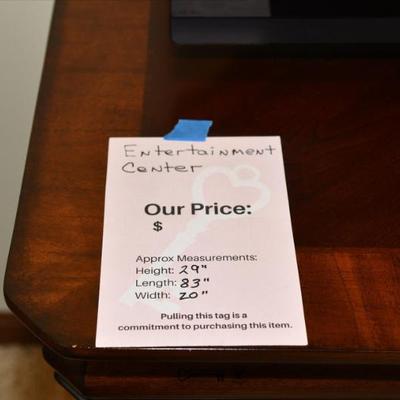 Entertainment
Center
Our Price:
$
Approx Measurements:
Height: 29"
Length: 83"
Width: 20"
Pulling this tag is a
commitment to purchasing this item.